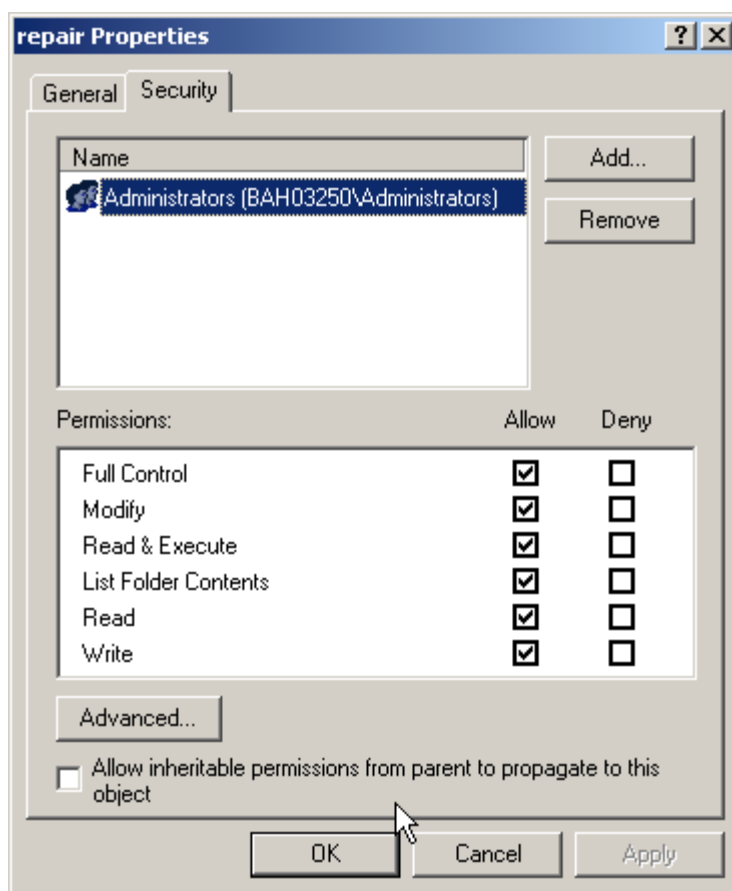 repair Properties
General
Security
Name
Add...
Administrators (BAH03250\Administrators)
Remove
Permissions:
Allow
Deny
Full Control
Modify
Read & Execute
List Folder Contents
Read
Write
Advanced...
Allow inheritable permissions from parent to propagate to this
object
OK
Cancel
Apply